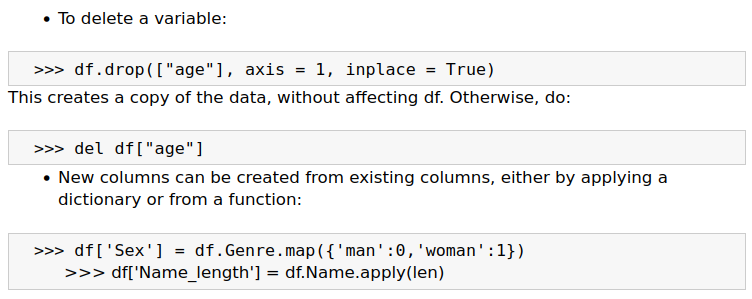 • To delete a variable:
>>> df.drop(["age"], axis = 1, inplace = True)
This creates a copy of the data, without affecting df. Otherwise, do:
>>> del df["age"]
• New columns can be created from existing columns, either by applying a
dictionary or from a function:
>>> df['Sex'] = df.Genre.map({'man':0,'woman':1})
>>> df['Name_length'] = df.Name.apply(len)